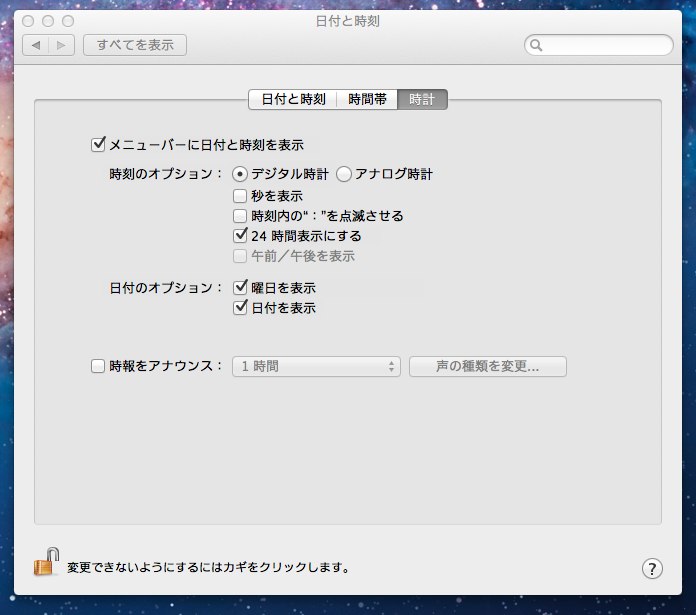 日付と時刻
すべてを表示
日付と時刻 時間帯 時計
メニューバーに日付と時刻を表示
時刻のオプション： デジタル時計 アナログ時計
秒を表示
時刻内の“：”を点滅させる
24 時間表示にする
午前／午後を表示
日付のオプション： 曜日を表示
日付を表示
時報をアナウンス： 1 時間 声の種類を変更...
変更できないようにするにはカギをクリックします。 ?